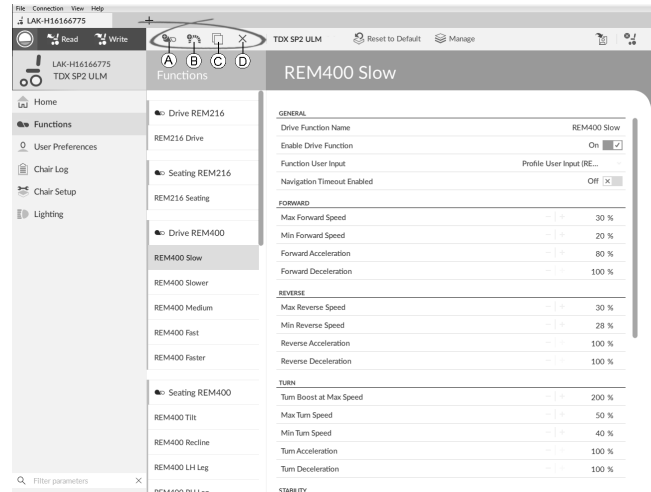 File Connection View Help
LAK-H16166775
Read Write A B C D TDX SP2 ULM Reset to Default Manage
LAK-H16166775
TDX SP2 ULM
Home
Functions
User Preferences
Chair Log
Chair Setup
Lighting
Filter parameters
Functions
Drive REM216
REM216 Drive
Seating REM216
REM216 Seating
Drive REM400
REM400 Slow
REM400 Slower
REM400 Medium
REM400 Fast
REM400 Faster
Seating REM400
REM400 Tilt
REM400 Recline
REM400 LH Leg
REM400 RH Leg
REM400 Slow
GENERAL
Drive Function Name REM400 Slow
Enable Drive Function On
Function User Input Profile User Input (RE...
Navigation Timeout Enabled Off
FORWARD
Max Forward Speed - + 30 %
Min Forward Speed - + 20 %
Forward Acceleration - + 80 %
Forward Deceleration - + 100 %
REVERSE
Max Reverse Speed - + 30 %
Min Reverse Speed - + 28 %
Reverse Acceleration - + 100 %
Reverse Deceleration - + 100 %
TURN
Turn Boost at Max Speed - + 200 %
Max Turn Speed - + 50 %
Min Turn Speed - + 40 %
Turn Acceleration - + 100 %
Turn Deceleration - + 100 %
STABILITY